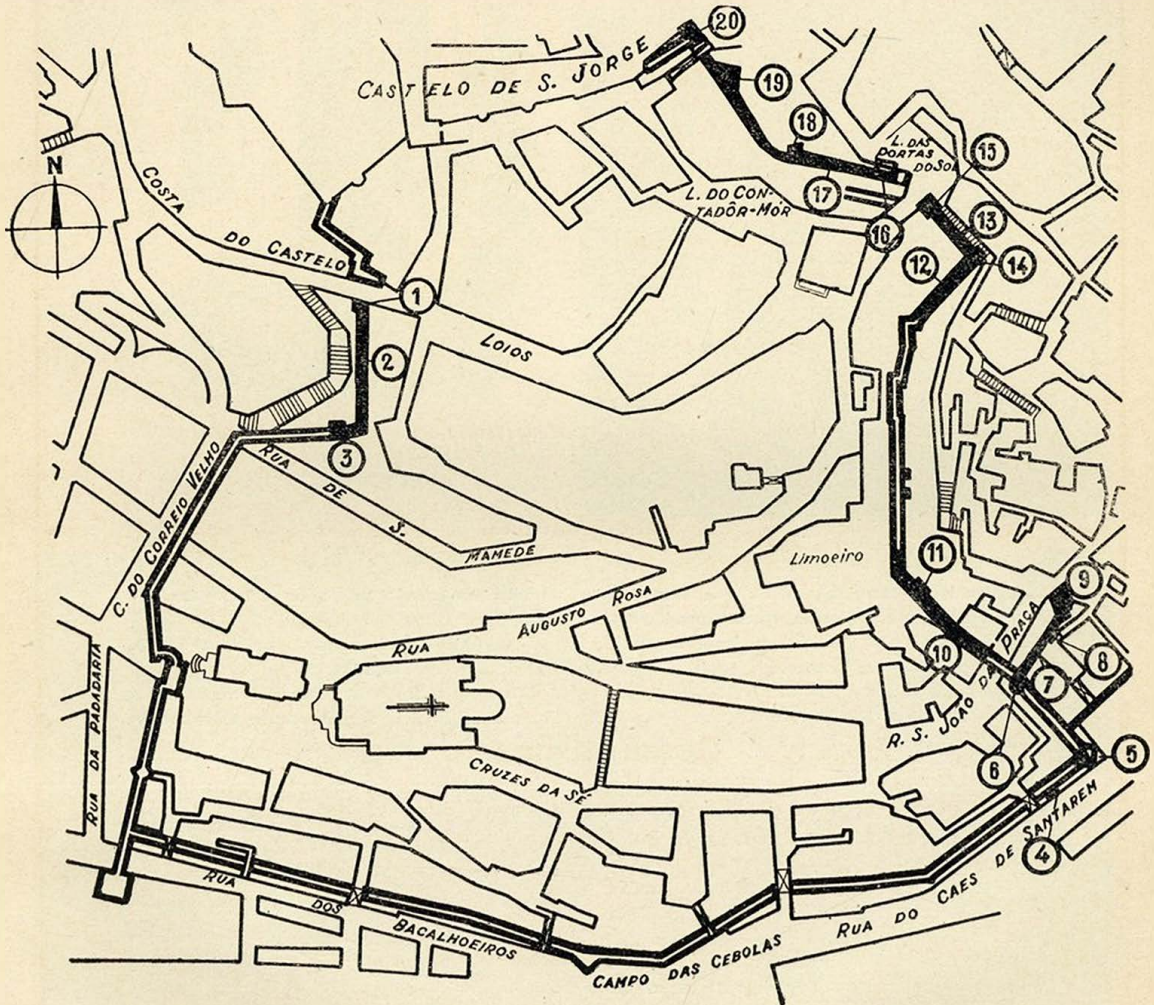 20
CASTELO DE S. JORGE
19
18
L. DAS
PORTAS
DO SOL
15
N
COSTA
DO CASTELO
L. DO CON-
TADÔR-MÓR
17
16
13
12
14
1
LOIOS
2
3
RUA
DE
S.
MAMEDE
C. DO CORREIO VELHO
Limoeiro
11
9
RUA
AUGUSTO ROSA
10
R. S. JOÃO DA PRAÇA
7
8
RUA DA PADADARIA
6
5
CRUZES DA SÉ
4
RUA DO CAES DE SANTAREM
RUA
DOS
BACALHOEIROS
CAMPO DAS CEBOLAS